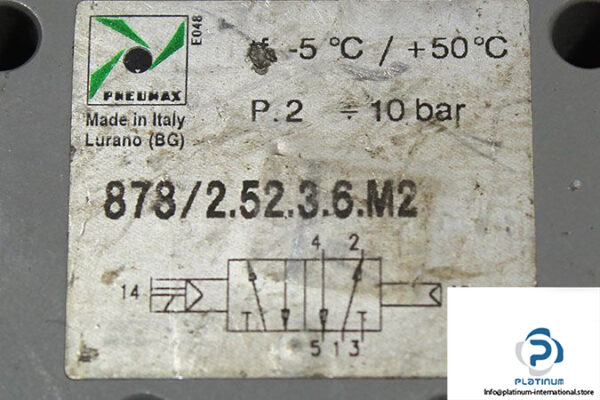 PNEUMAX
E048
-5 °C / +50°C
P.2 ÷ 10 bar
Made in Italy
Lurano (BG)
878/2.52.3.6.M2
4 2
14
5 1 3
PLATINUM
Info@platinum-international.store